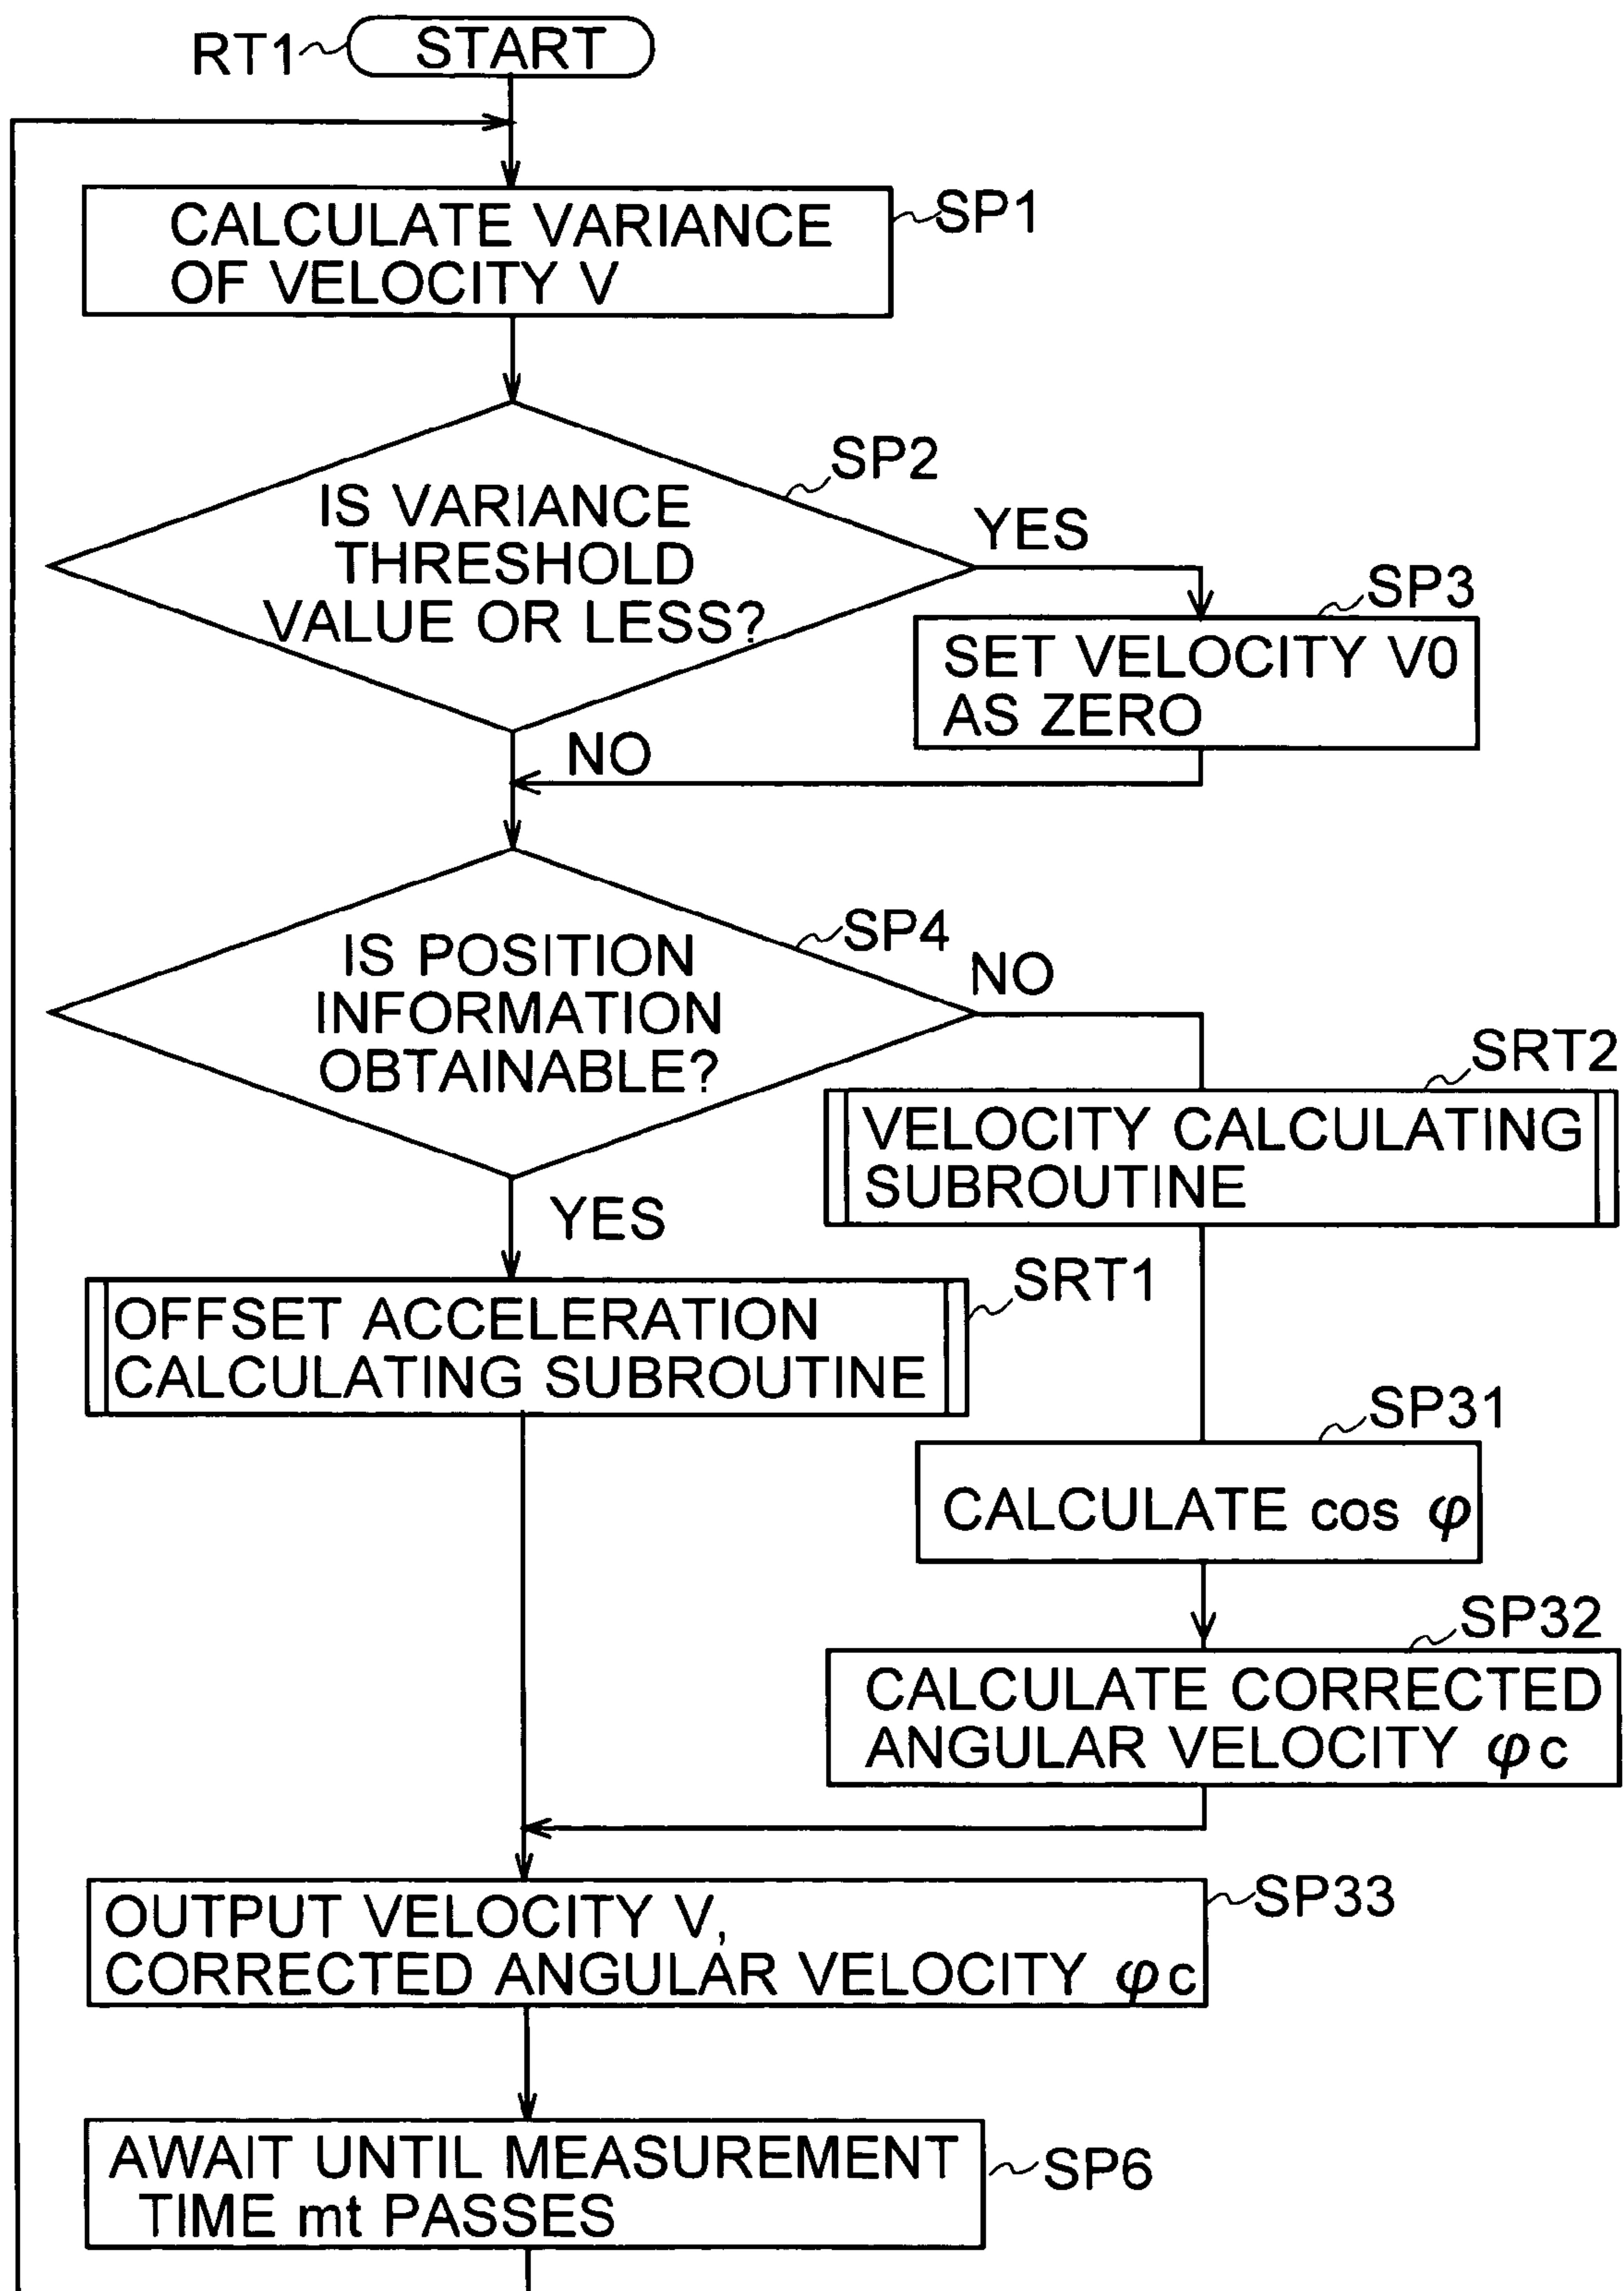 RT1
START
CALCULATE VARIANCE
OF VELOCITY V
SP1
SP2
IS VARIANCE
THRESHOLD
VALUE OR LESS?
YES
SP3
SET VELOCITY V0
AS ZERO
NO
SP4
IS POSITION
INFORMATION
OBTAINABLE?
NO
SRT2
VELOCITY CALCULATING
SUBROUTINE
YES
SRT1
OFFSET ACCELERATION
CALCULATING SUBROUTINE
SP31
CALCULATE cos φ
SP32
CALCULATE CORRECTED
ANGULAR VELOCITY φc
SP33
OUTPUT VELOCITY V,
CORRECTED ANGULAR VELOCITY φc
AWAIT UNTIL MEASUREMENT
TIME mt PASSES
SP6